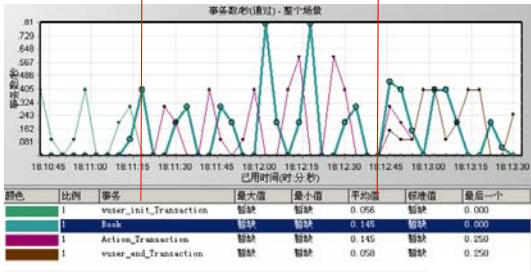 事务数/秒(通过) - 整个场景
事务数/秒
.81
.729
.648
.567
.486
.405
.324
.243
.162
.081
18.10.45 18.11.00 18.11.15 18.11.30 18.11.45 18.12.00 18.12.15 18.12.30 18.12.45 18.13.00 18.13.15 18.13.30
已用时间(时:分:秒)
颜色 比例 事务 最大值 最小值 平均值 标准值 最后一个
1 vuser_init_Transaction 暂缺 暂缺 0.056 暂缺 0.000
1 Book 暂缺 暂缺 0.145 暂缺 0.000
1 Action_Transaction 暂缺 暂缺 0.145 暂缺 0.250
1 vuser_end_Transaction 暂缺 暂缺 0.058 暂缺 0.250